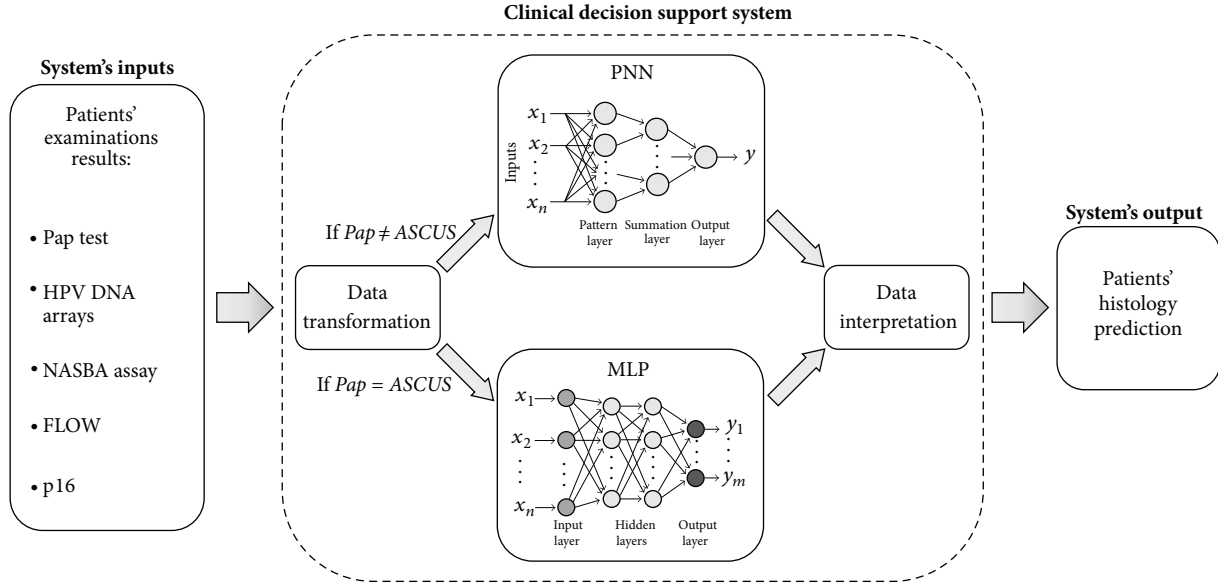 Clinical decision support system
System's inputs
Patients'
examinations
results:
• Pap test
• HPV DNA
arrays
• NASBA assay
• FLOW
• p16
Data
transformation
If Pap ≠ ASCUS
If Pap = ASCUS
PNN
Inputs
x1
x2
xn
y
Pattern
layer
Summation
layer
Output
layer
MLP
x1
x2
xn
y1
ym
Input
layer
Hidden
layers
Output
layer
Data
interpretation
System's output
Patients'
histology
prediction